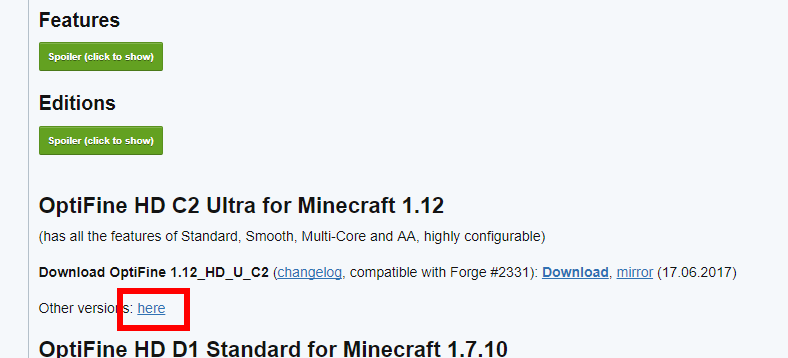 Features
Spoiler (click to show)
Editions
Spoiler (click to show)
OptiFine HD C2 Ultra for Minecraft 1.12
(has all the features of Standard, Smooth, Multi-Core and AA, highly configurable)
Download OptiFine 1.12_HD_U_C2 (changelog, compatible with Forge #2331): Download, mirror (17.06.2017)
Other versions: here
OptiFine HD D1 Standard for Minecraft 1.7.10